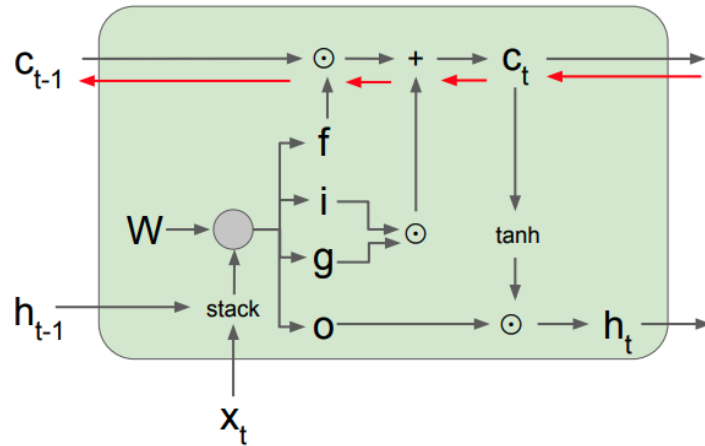 c_{t-1} ⊙ + c_t
f
i
W ⊙ tanh
g
h_{t-1} stack
o ⊙ h_t
x_t